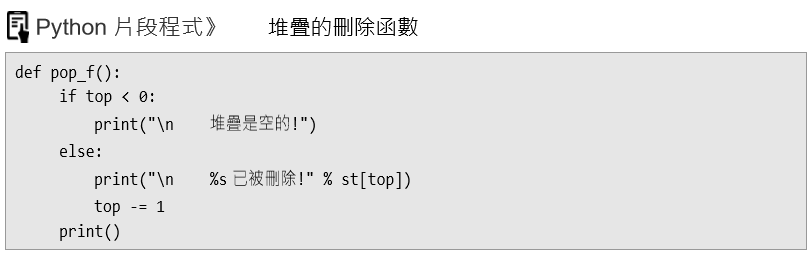 Python 片段程式》 堆疊的刪除函數
def pop_f():
    if top < 0:
        print("\n    堆疊是空的!")
    else:
        print("\n    %s 已被刪除!" % st[top])
        top -= 1
    print()